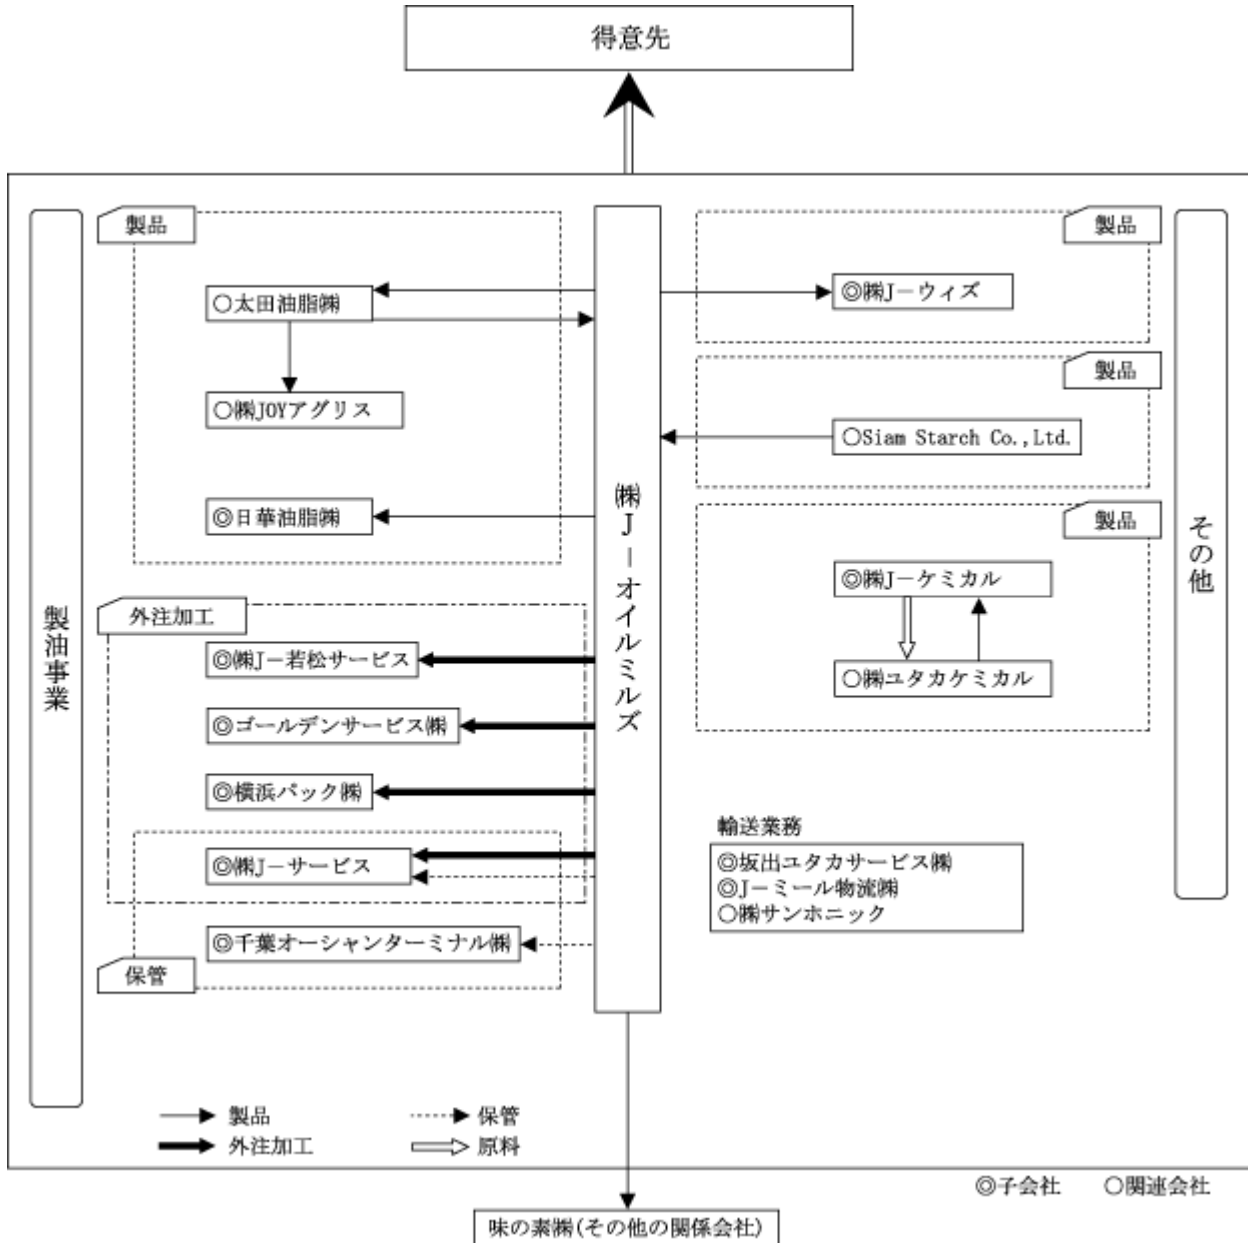 得意先
製油事業
製品
○太田油脂㈱
○㈱JOYアグリス
◎日華油脂㈱
外注加工
◎㈱J－若松サービス
◎ゴールデンサービス㈱
◎横浜パック㈱
◎㈱J－サービス
◎千葉オーシャンターミナル㈱
保管
㈱J－オイルミルズ
製品
◎㈱J－ウィズ
製品
○Siam Starch Co.,Ltd.
製品
◎㈱J－ケミカル
○㈱ユタカケミカル
その他
輸送業務
◎坂出ユタカサービス㈱
◎J－ミール物流㈱
○㈱サンホニック
製品
保管
外注加工
原料
◎子会社 ○関連会社
味の素㈱(その他の関係会社)